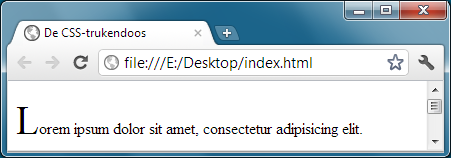 De CSS-trukendoos
file:///E:/Desktop/index.html
Lorem ipsum dolor sit amet, consectetur adipisicing elit.